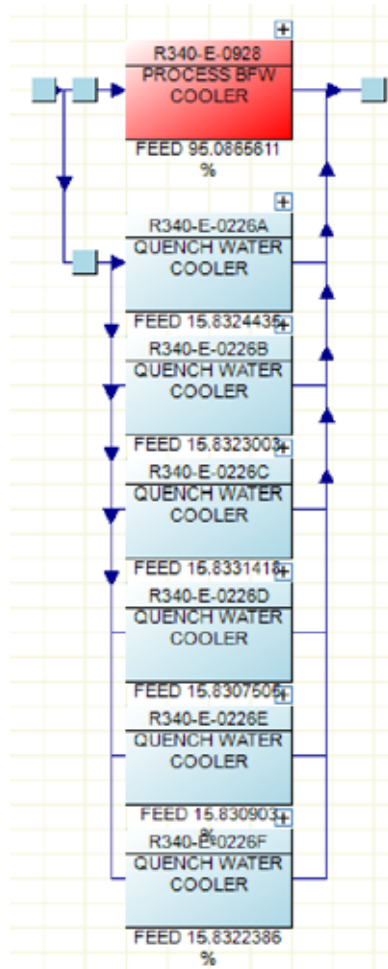 R340-E-0928
PROCESS BFW
COOLER
FEED 95.0865611
%
R340-E-0226A
QUENCH WATER
COOLER
FEED 15.8324435
R340-E-0226B
QUENCH WATER
COOLER
FEED 15.8323003
R340-E-0226C
QUENCH WATER
COOLER
FEED 15.8331418
R340-E-0226D
QUENCH WATER
COOLER
FEED 15.8307505
R340-E-0226E
QUENCH WATER
COOLER
FEED 15.830903
%
R340-E-0226F
QUENCH WATER
COOLER
FEED 15.8322386
%